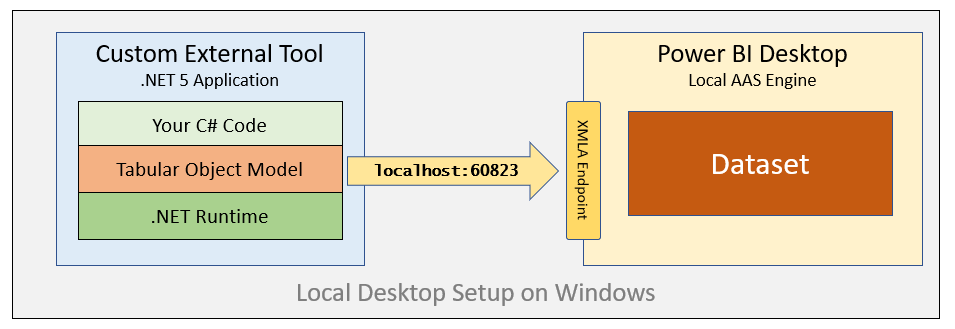 Custom External Tool
.NET 5 Application
Your C# Code
Tabular Object Model
.NET Runtime
localhost:60823
XMLA Endpoint
Power BI Desktop
Local AAS Engine
Dataset
Local Desktop Setup on Windows